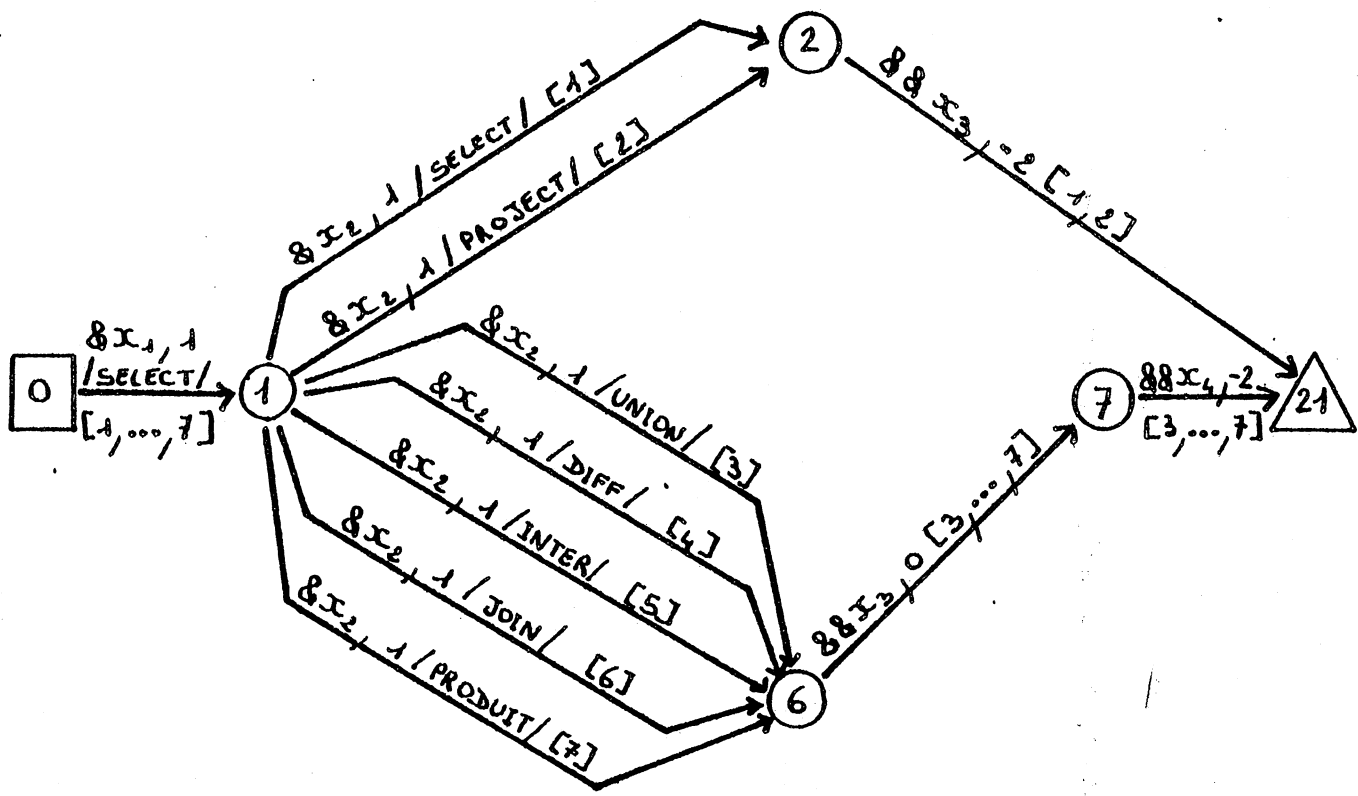 2
&x₂, 1 /SELECT/ [1]
&x₂, 1 /PROJECT/ [2]
&&x₃, -2 [1,2]
0
&x₁, 1
/SELECT/
[1,...,7]
1
&x₂, 1 /UNION/ [3]
&x₂, 1 /DIFF/ [4]
&x₂, 1 /INTER/ [5]
&x₂, 1 /JOIN/ [6]
&x₂, 1 /PRODUIT/ [7]
6
&&x₃, 0 [3,...,7]
7
&&x₄, -2
[3,...,7]
21